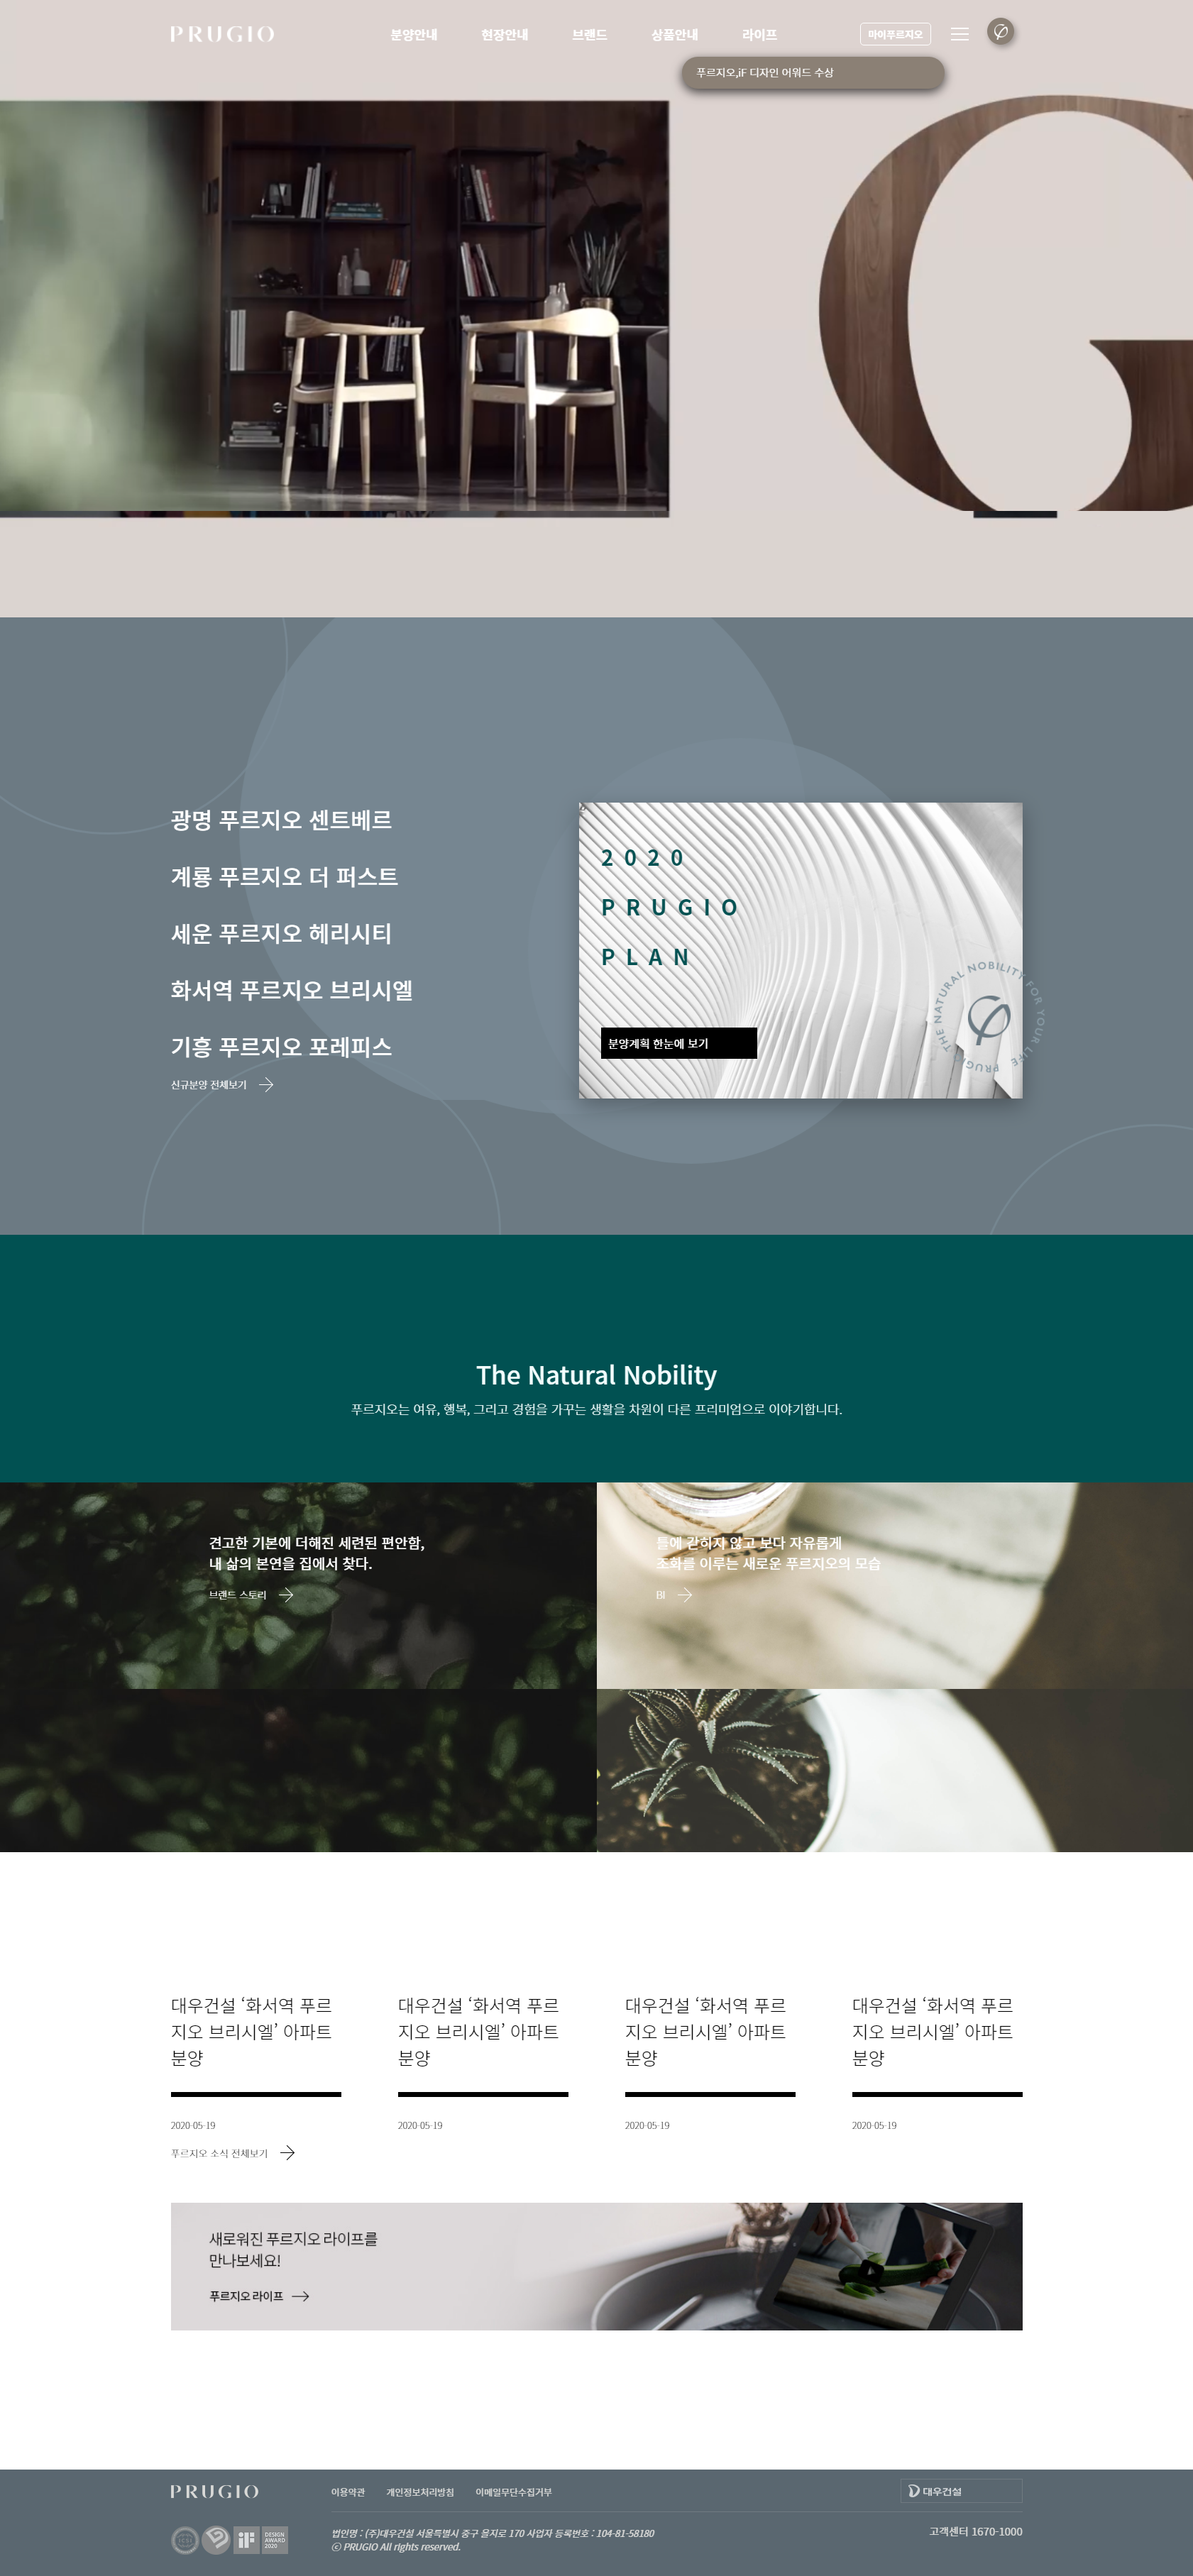 PRUGIO
분양안내 현장안내 브랜드 상품안내 라이프
마이푸르지오
푸르지오,iF 디자인 어워드 수상
광명 푸르지오 센트베르
계룡 푸르지오 더 퍼스트
세운 푸르지오 헤리시티
화서역 푸르지오 브리시엘
기흥 푸르지오 포레피스
신규분양 전체보기
2020
PRUGIO
PLAN
분양계획 한눈에 보기
PRUGIO THE NATURAL NOBILITY FOR YOUR LIFE
The Natural Nobility
푸르지오는 여유, 행복, 그리고 경험을 가꾸는 생활을 차원이 다른 프리미엄으로 이야기합니다.
견고한 기본에 더해진 세련된 편안함,
내 삶의 본연을 집에서 찾다.
브랜드 스토리
틀에 갇히지 않고 보다 자유롭게
조화를 이루는 새로운 푸르지오의 모습
BI
대우건설 ‘화서역 푸르
지오 브리시엘’ 아파트
분양
2020-05-19
대우건설 ‘화서역 푸르
지오 브리시엘’ 아파트
분양
2020-05-19
대우건설 ‘화서역 푸르
지오 브리시엘’ 아파트
분양
2020-05-19
대우건설 ‘화서역 푸르
지오 브리시엘’ 아파트
분양
2020-05-19
푸르지오 소식 전체보기
새로워진 푸르지오 라이프를
만나보세요!
푸르지오 라이프
PRUGIO
이용약관 개인정보처리방침 이메일무단수집거부
대우건설
iF
DESIGN
AWARD
2020
법인명 : (주)대우건설 서울특별시 중구 을지로 170 사업자 등록번호 : 104-81-58180
ⓒ PRUGIO All rights reserved.
고객센터 1670-1000